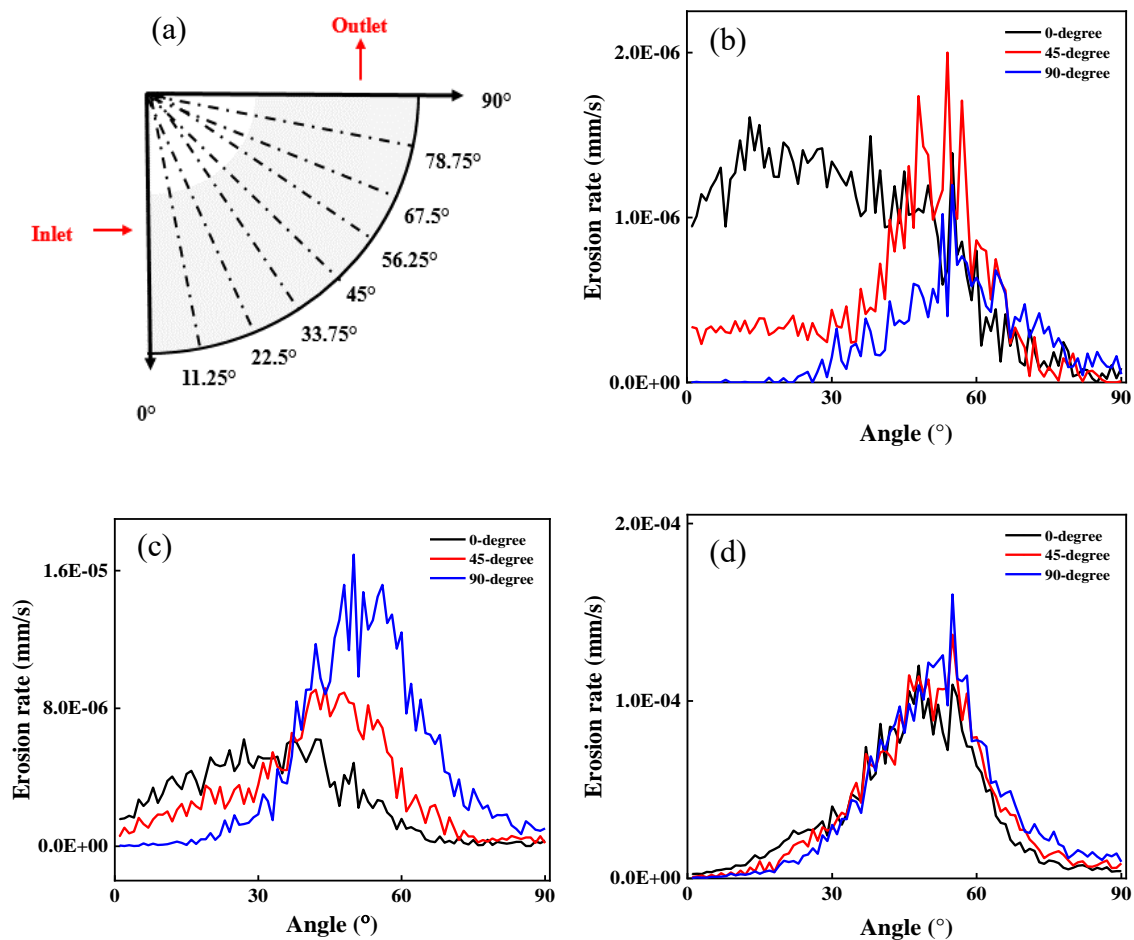 (a)
Outlet
90°
78.75°
67.5°
56.25°
45°
33.75°
22.5°
11.25°
0°
Inlet
(b)
0-degree
45-degree
90-degree
2.0E-06
1.0E-06
0.0E+00
30
60
90
Erosion rate (mm/s)
Angle (°)
(c)
0-degree
45-degree
90-degree
1.6E-05
8.0E-06
0.0E+00
0
30
60
90
Erosion rate (mm/s)
Angle (°)
(d)
0-degree
45-degree
90-degree
2.0E-04
1.0E-04
0.0E+00
0
30
60
90
Erosion rate (mm/s)
Angle (°)